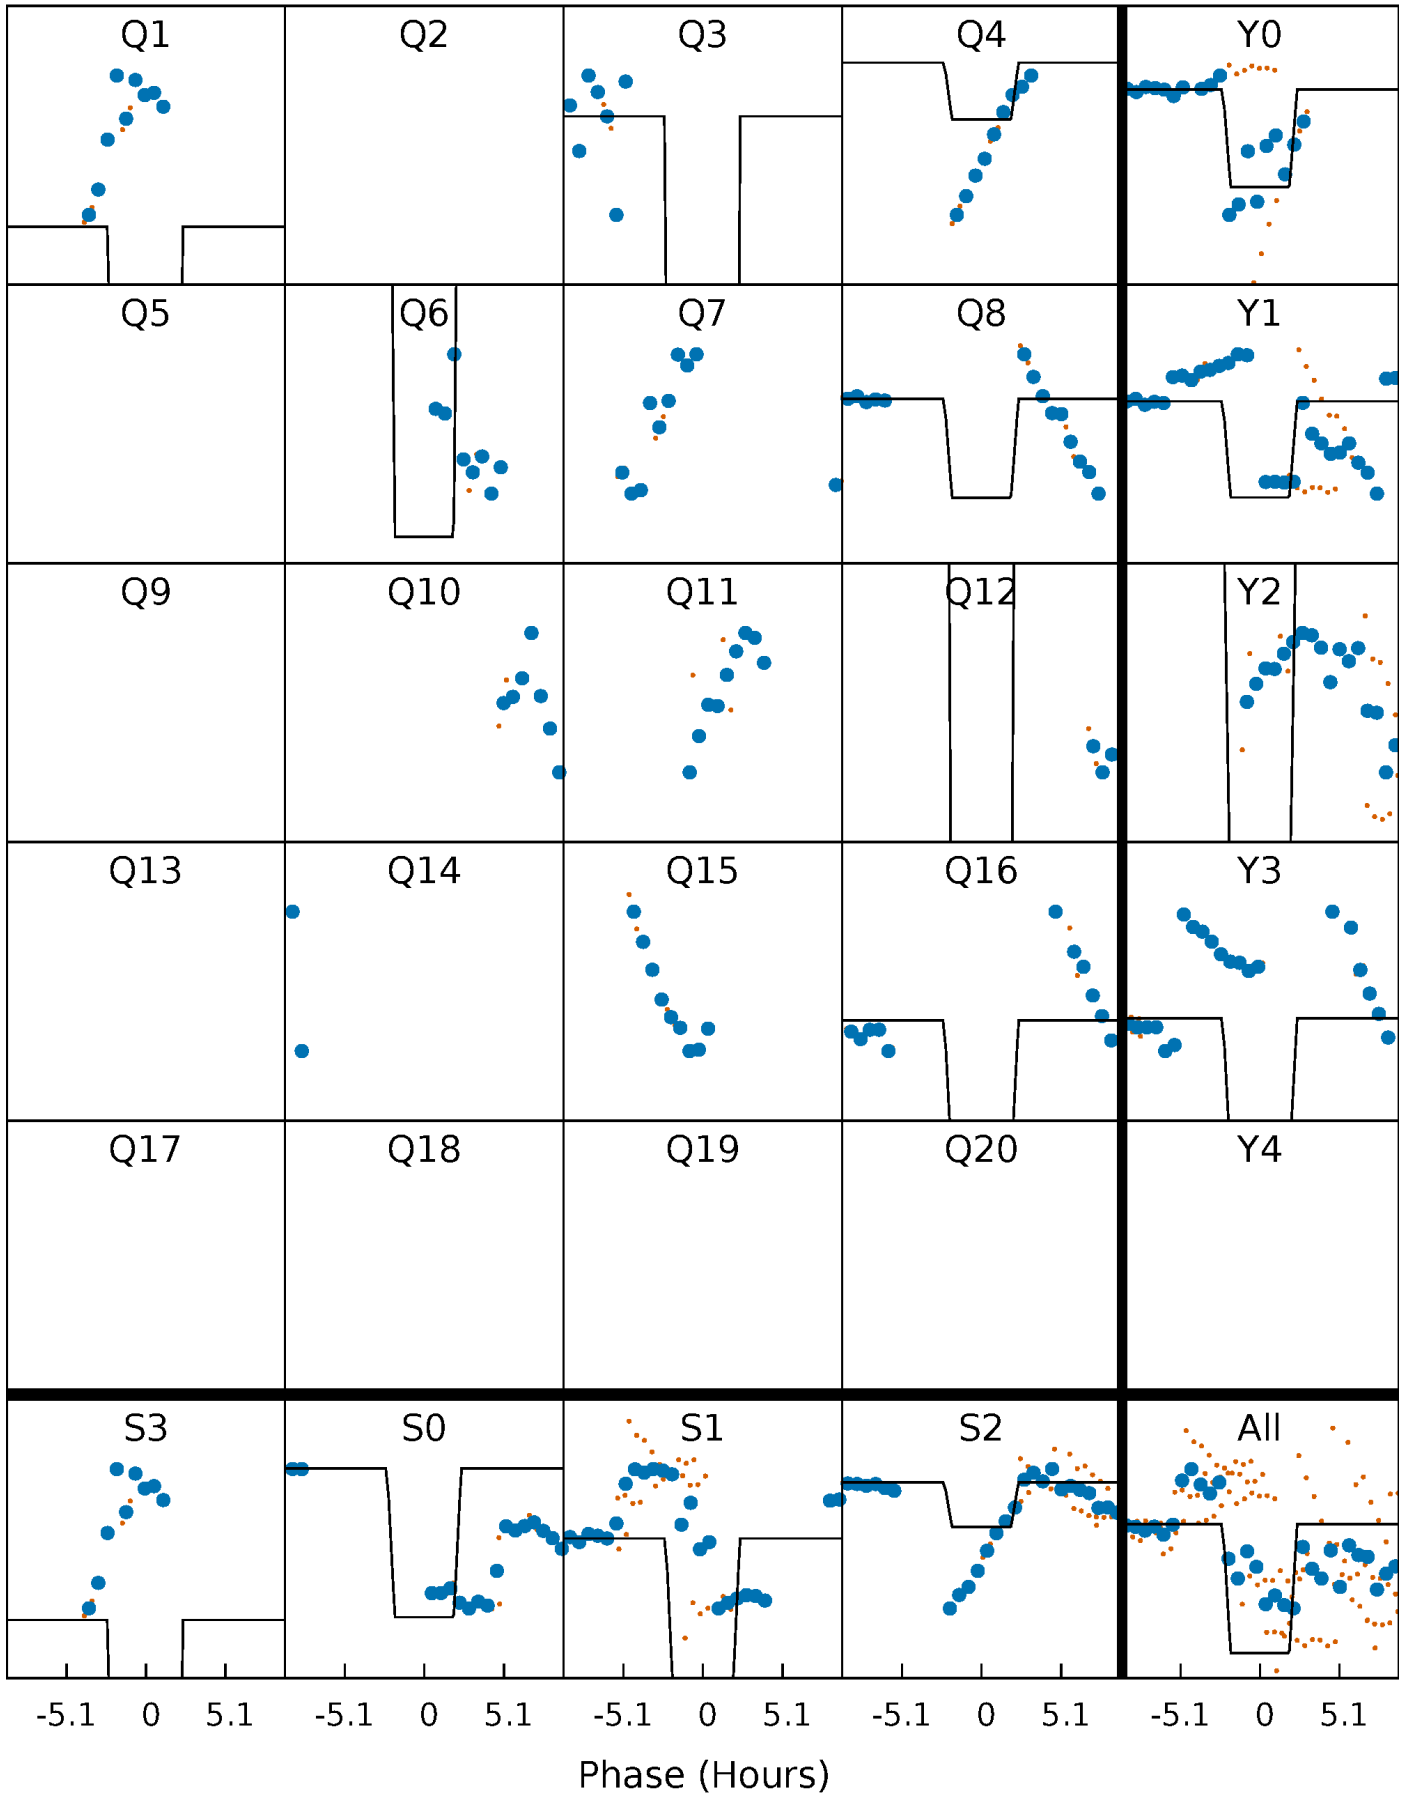 Q1 Q2 Q3 Q4 Y0
Q5 Q6 Q7 Q8 Y1
Q9 Q10 Q11 Q12 Y2
Q13 Q14 Q15 Q16 Y3
Q17 Q18 Q19 Q20 Y4
S3 S0 S1 S2 All
-5.1 0 5.1 -5.1 0 5.1 -5.1 0 5.1 -5.1 0 5.1 -5.1 0 5.1
Phase (Hours)